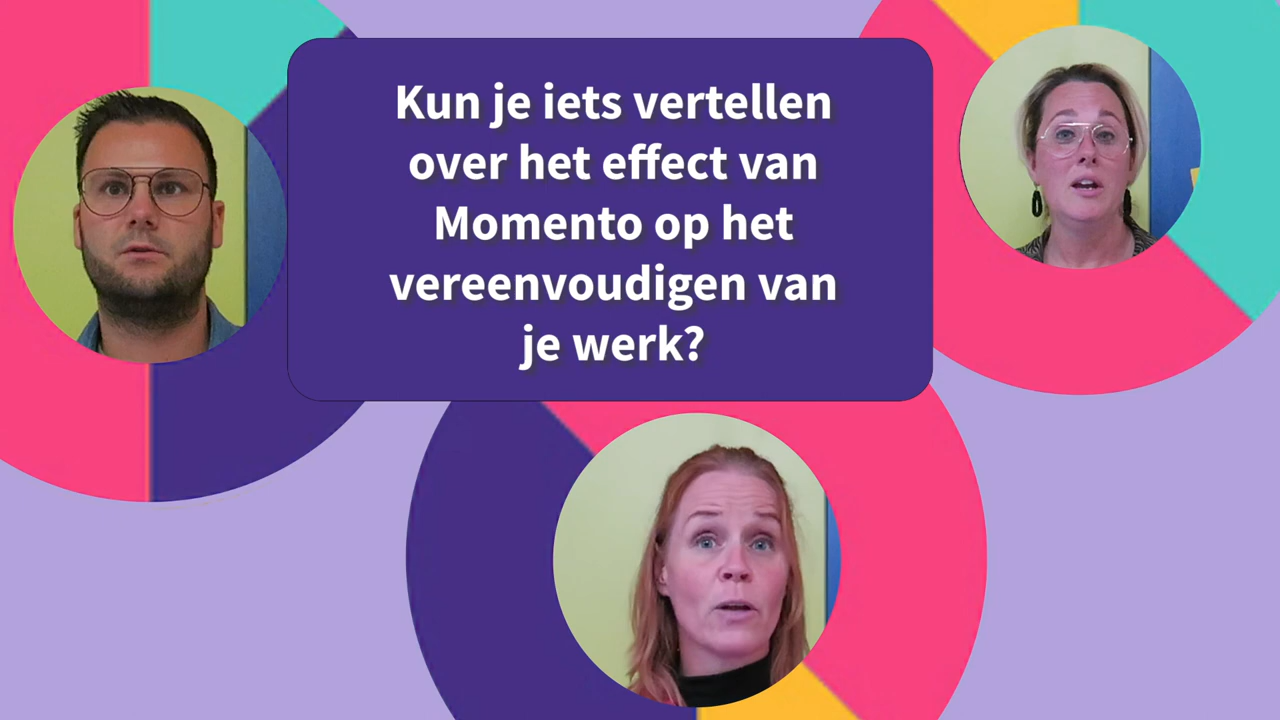 Kun je iets vertellen
over het effect van
Momento op het
vereenvoudigen van
je werk?